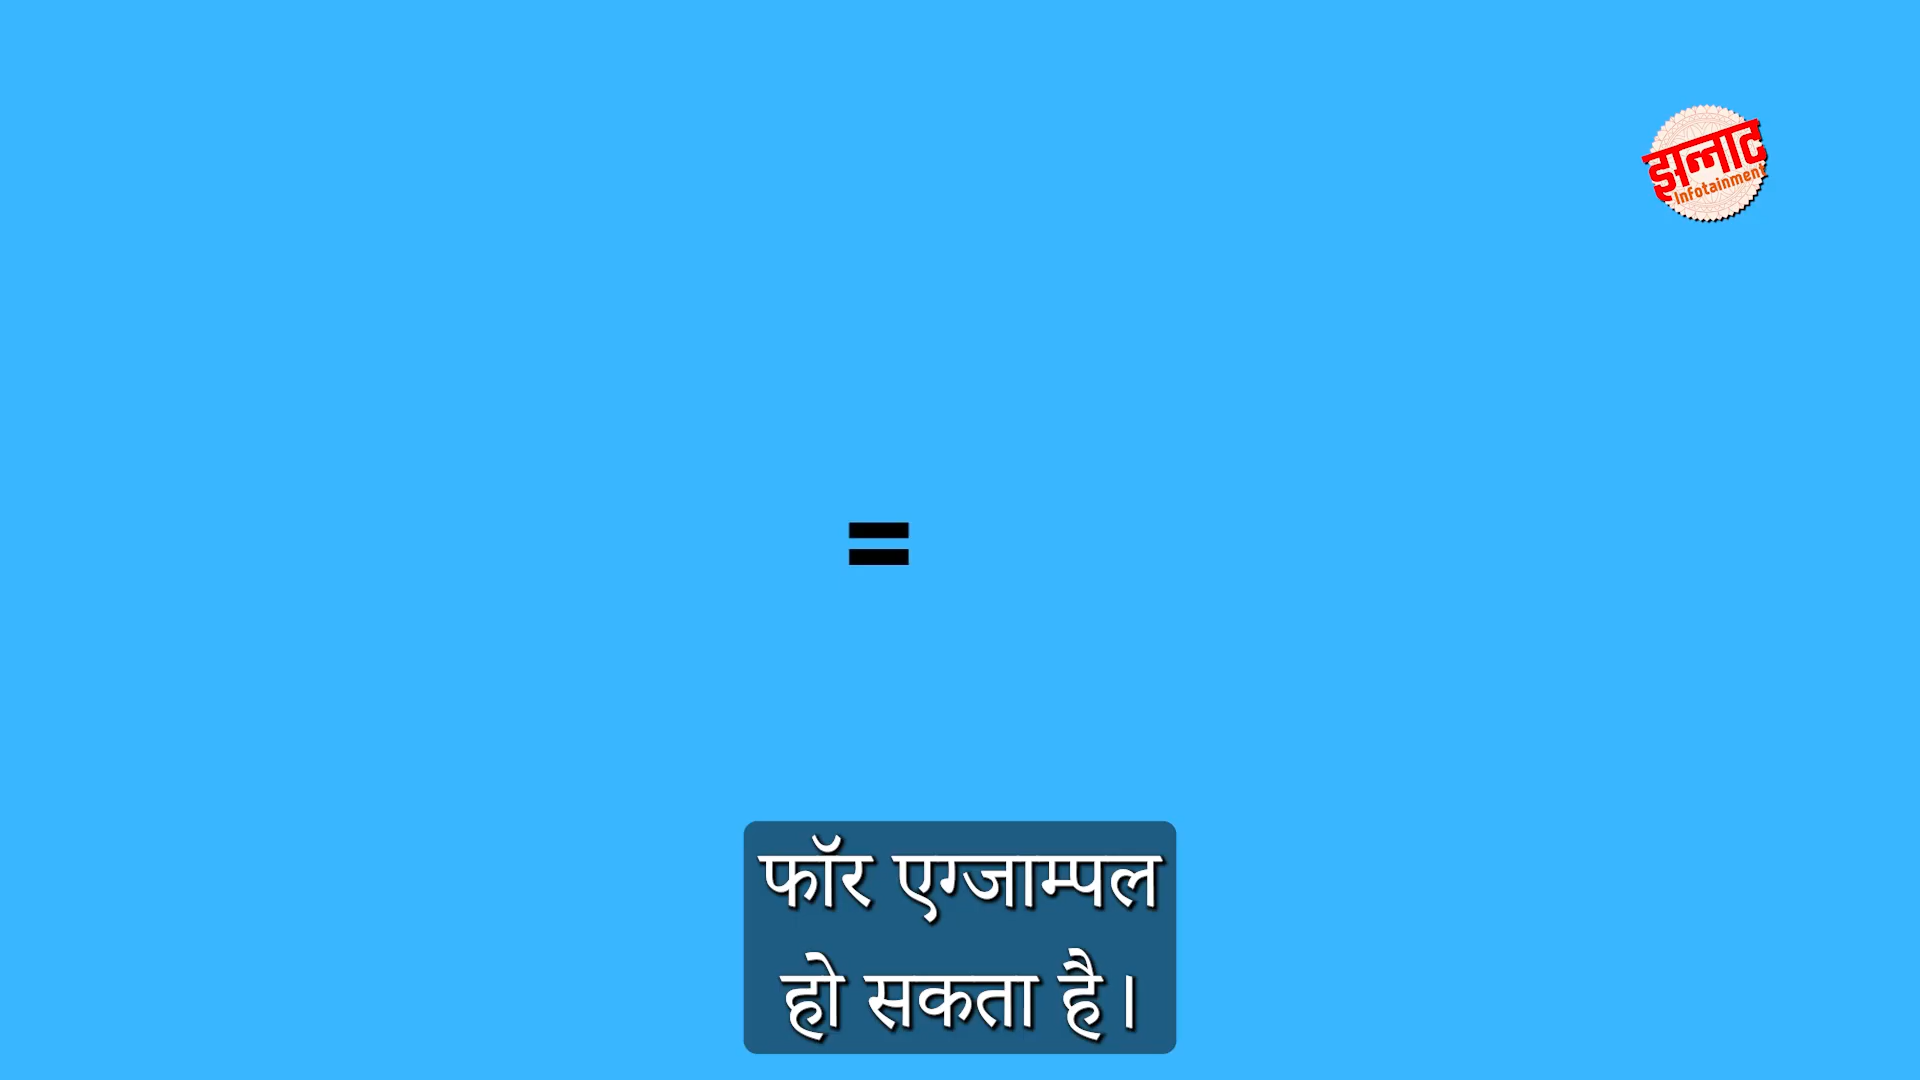 झन्नाट
Infotainment
=
फॉर एग्जाम्पल
हो सकता है।